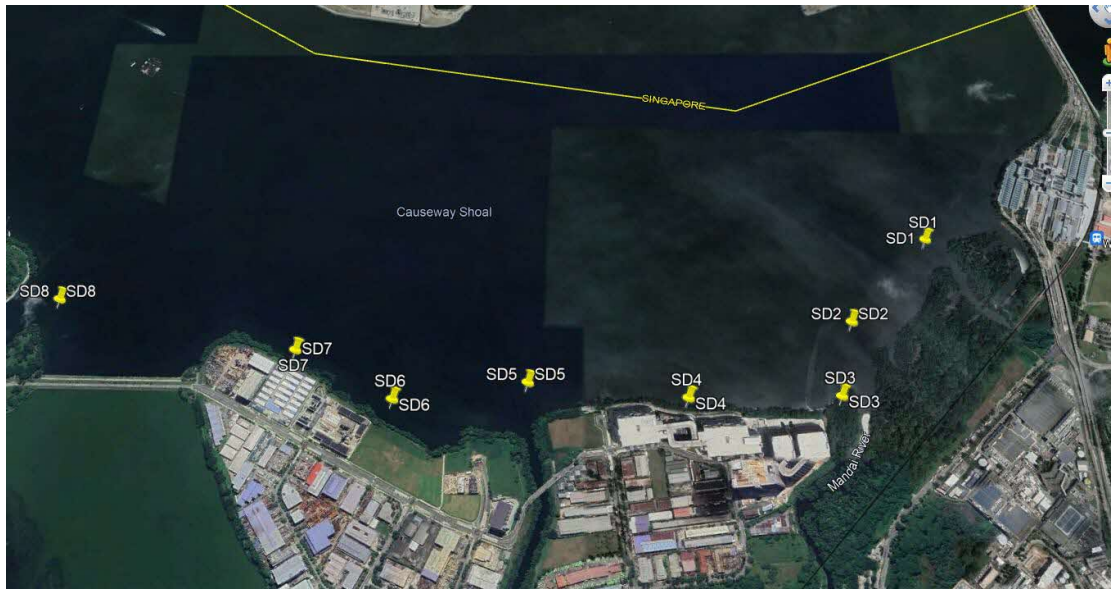 SINGAPORE
Causeway Shoal
SD1
SD1
SD8 SD8
SD2 SD2
SD7
SD7
SD6
SD6
SD5 SD5
SD4
SD4
SD3
SD3
Mandai River